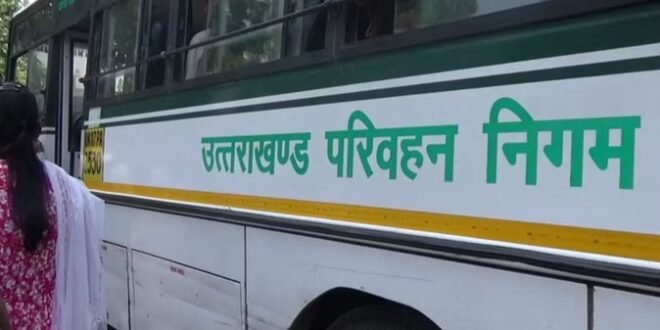 उत्तराखण्ड परिवहन निगम